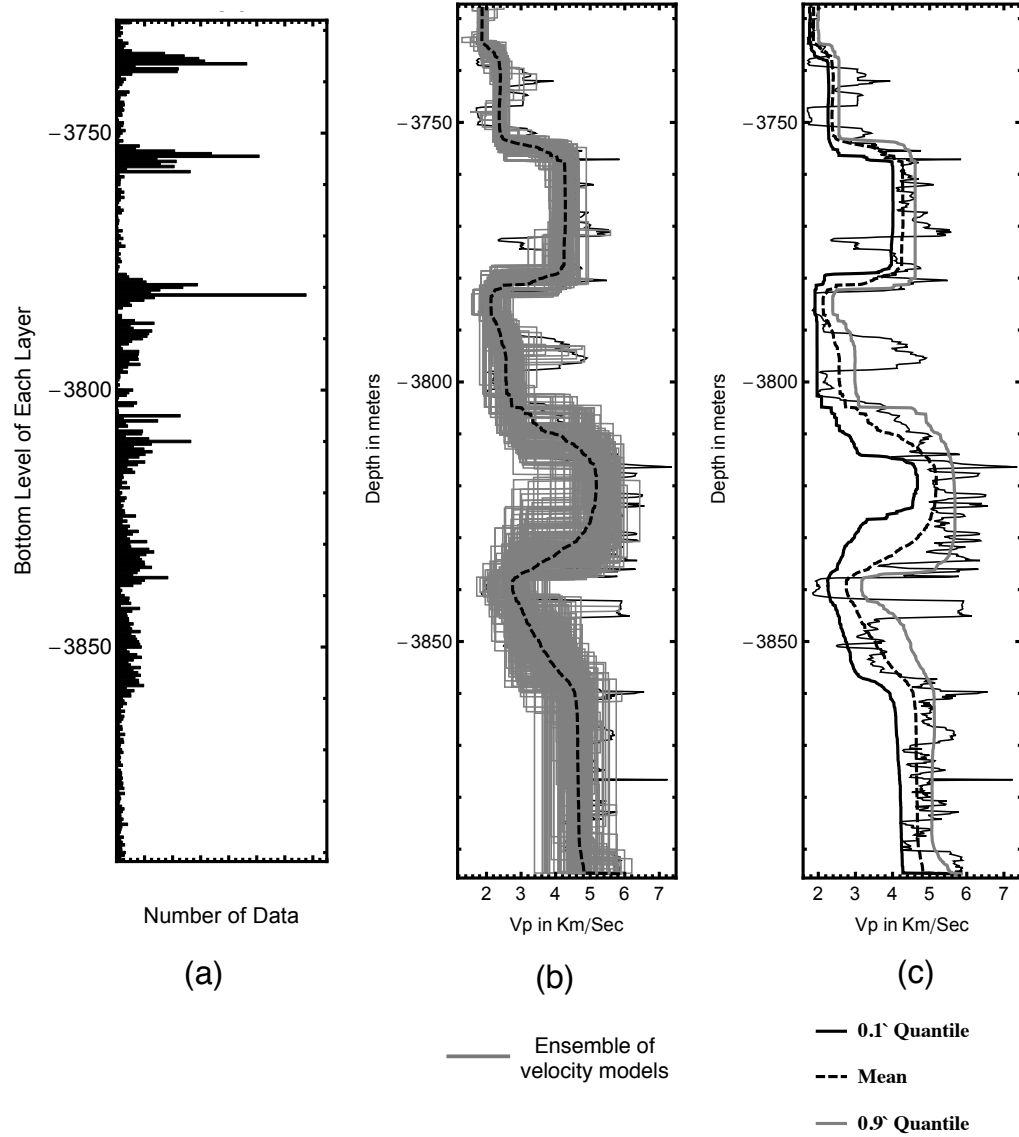 −3750
−3800
−3850
Bottom Level of Each Layer
Number of Data
(a)
−3750
−3800
−3850
Depth in meters
2 3 4 5 6 7
Vp in Km/Sec
(b)
Ensemble of
velocity models
−3750
−3800
−3850
Depth in meters
2 3 4 5 6 7
Vp in Km/Sec
(c)
0.1` Quantile
Mean
0.9` Quantile